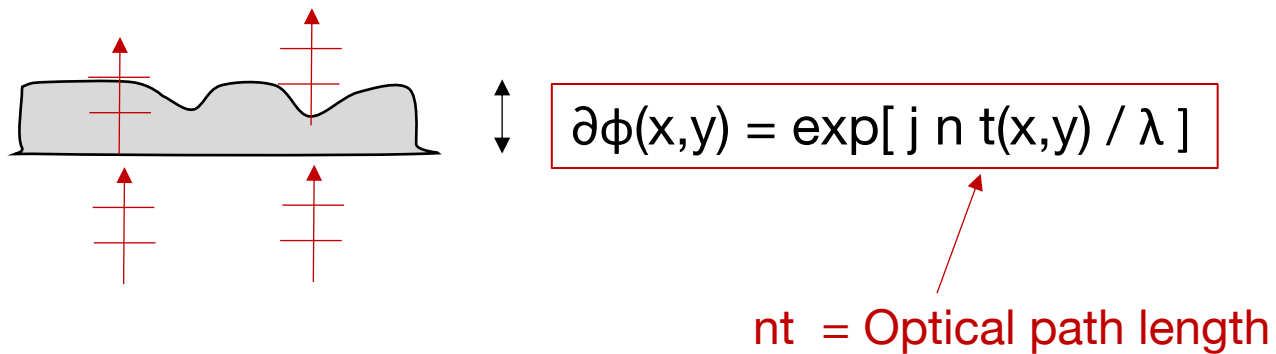 ∂ϕ(x,y) = exp[ j n t(x,y) / λ ]
nt = Optical path length